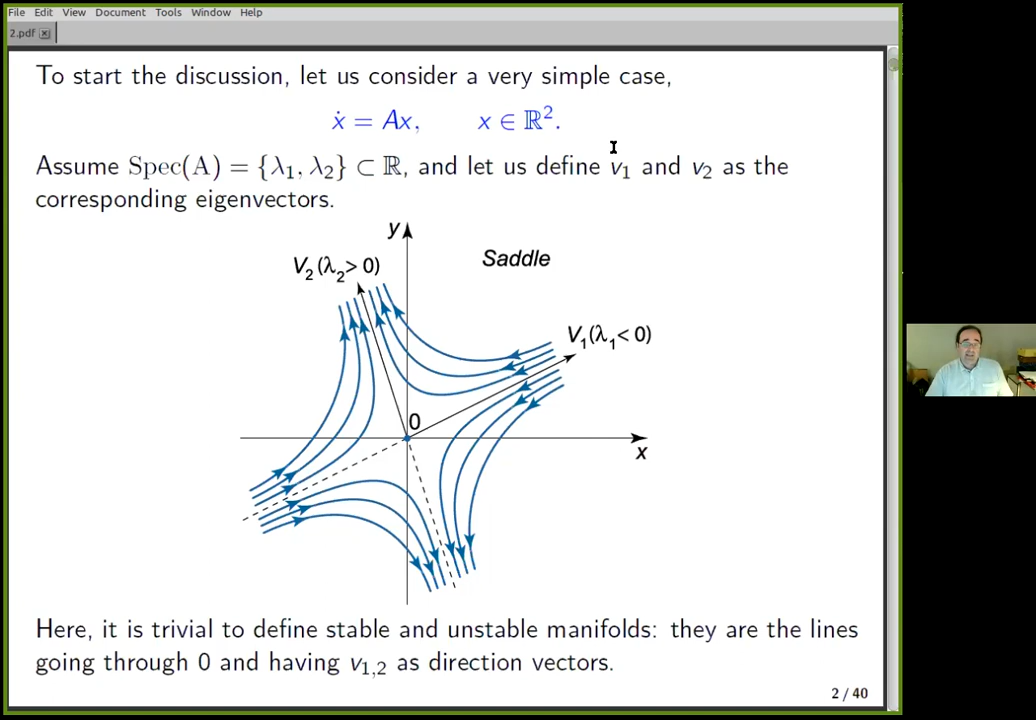 File Edit View Document Tools Window Help
2.pdf
To start the discussion, let us consider a very simple case,
ẋ = Ax, x ∈ ℝ².
Assume Spec(A) = {λ₁, λ₂} ⊂ ℝ, and let us define v₁ and v₂ as the
corresponding eigenvectors.
y
Saddle
V₂(λ₂> 0)
V₁(λ₁< 0)
0
x
Here, it is trivial to define stable and unstable manifolds: they are the lines
going through 0 and having v₁,₂ as direction vectors.
2 / 40